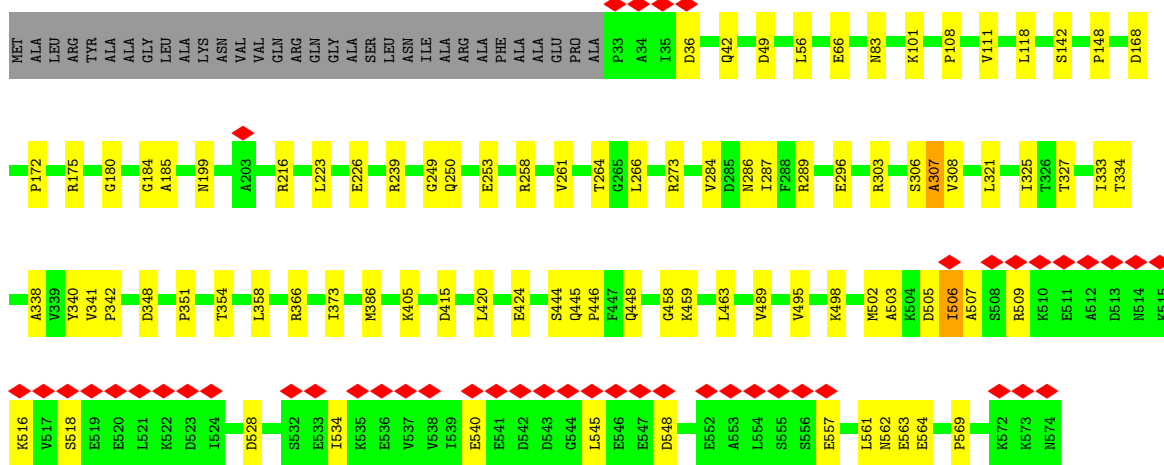 MET ALA LEU ARG TYR ALA ALA GLY LEU ALA LYS ASN VAL VAL GLN ARG GLN GLY ALA SER LEU ASN ILE ALA ARG ALA PHE ALA ALA GLU PRO ALA P33 A34 I35 D36 Q42 D49 L56 E66 N83 K101 P108 V111 L118 S142 P148 D168
P172 R175 G180 G184 A185 N199 A203 R216 L223 E226 R239 G249 Q250 E253 R258 V261 T264 G265 L266 R273 V284 D285 N286 I287 F288 R289 E296 R303 S306 A307 V308 L321 I325 T326 T327 I333 T334
A338 V339 Y340 V341 P342 D348 P351 T354 L358 R366 I373 M386 K405 D415 L420 E424 S444 Q445 P446 F447 Q448 G458 K459 L463 V489 V495 K498 M502 A503 K504 D505 I506 A507 S508 R509 K510 E511 A512 D513 N514 K515
K516 V517 S518 E519 E520 L521 K522 D523 I524 D528 S532 E533 I534 K535 E536 V537 V538 I539 E540 E541 D542 D543 G544 L545 E546 E547 D548 E552 A553 L554 S555 S556 E557 L561 N562 E563 E564 P569 K572 K573 N574